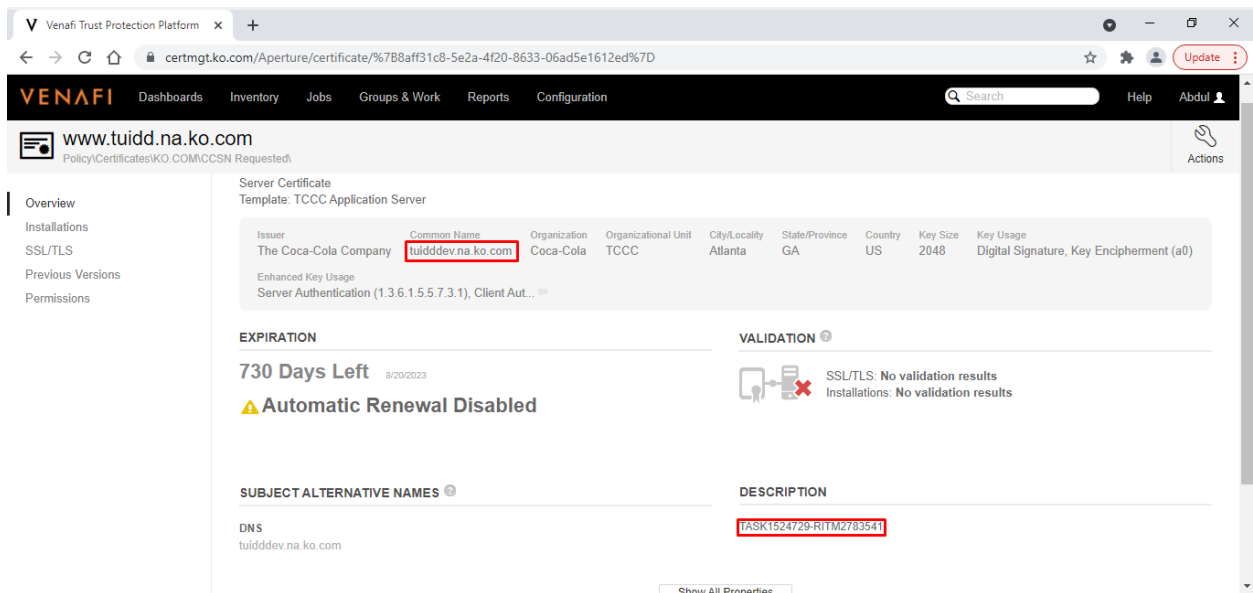 Venafi Trust Protection Platform
certmgt.ko.com/Aperture/certificate/%7B8aff31c8-5e2a-4f20-8633-06ad5e1612ed%7D Update
VENAFI Dashboards Inventory Jobs Groups & Work Reports Configuration Search Help Abdul
www.tuidd.na.ko.com
Policy\Certificates\KO.COM\CCSN Requested\
Actions
Overview
Installations
SSL/TLS
Previous Versions
Permissions
Server Certificate
Template: TCCC Application Server
Issuer Common Name Organization Organizational Unit City/Locality State/Province Country Key Size Key Usage
The Coca-Cola Company tuidddev.na.ko.com Coca-Cola TCCC Atlanta GA US 2048 Digital Signature, Key Encipherment (a0)
Enhanced Key Usage
Server Authentication (1.3.6.1.5.5.7.3.1), Client Aut...
EXPIRATION
730 Days Left 8/20/2023
Automatic Renewal Disabled
VALIDATION
SSL/TLS: No validation results
Installations: No validation results
SUBJECT ALTERNATIVE NAMES
DNS
tuidddev.na.ko.com
DESCRIPTION
TASK1524729-RITM2783541
Show All Properties